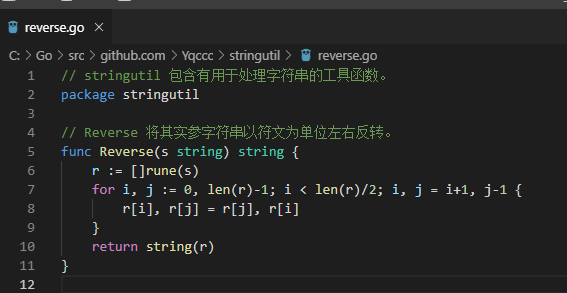 reverse.go ×
C: > Go > src > github.com > Yqccc > stringutil > reverse.go
1 // stringutil 包含有用于处理字符串的工具函数。
2 package stringutil
3
4 // Reverse 将其实参字符串以符文为单位左右反转。
5 func Reverse(s string) string {
6 r := []rune(s)
7 for i, j := 0, len(r)-1; i < len(r)/2; i, j = i+1, j-1 {
8 r[i], r[j] = r[j], r[i]
9 }
10 return string(r)
11 }
12